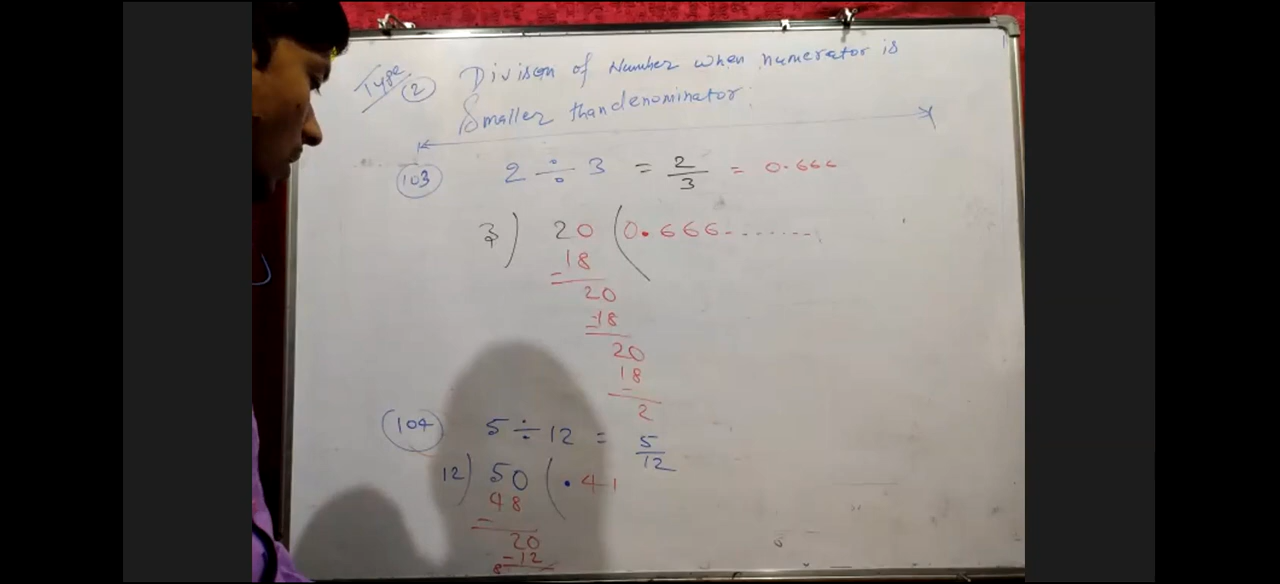 Type 2 Divison of Number when numerator is
Smaller than denominator.
103 2 ÷ 3 = 2/3 = 0.666
3) 20 (0.666........
-18
20
-18
20
18
-
2
104 5 ÷ 12 = 5/12
12) 50 (.41
48
-
20
-12
8